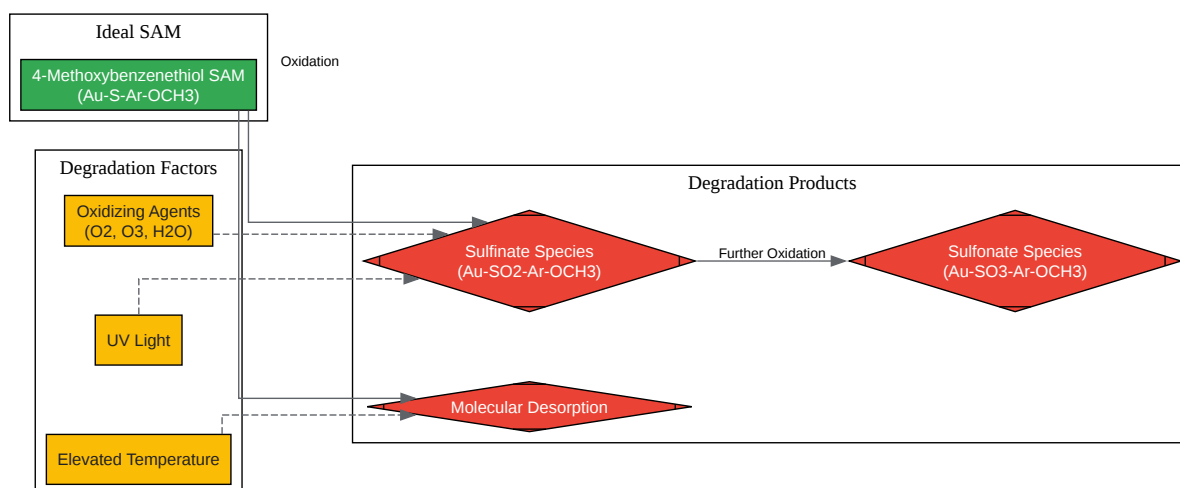 Ideal SAM
4-Methoxybenzenethiol SAM
(Au-S-Ar-OCH3)
Oxidation
Degradation Factors
Oxidizing Agents
(O2, O3, H2O)
UV Light
Elevated Temperature
Degradation Products
Sulfinate Species
(Au-SO2-Ar-OCH3)
Further Oxidation
Sulfonate Species
(Au-SO3-Ar-OCH3)
Molecular Desorption